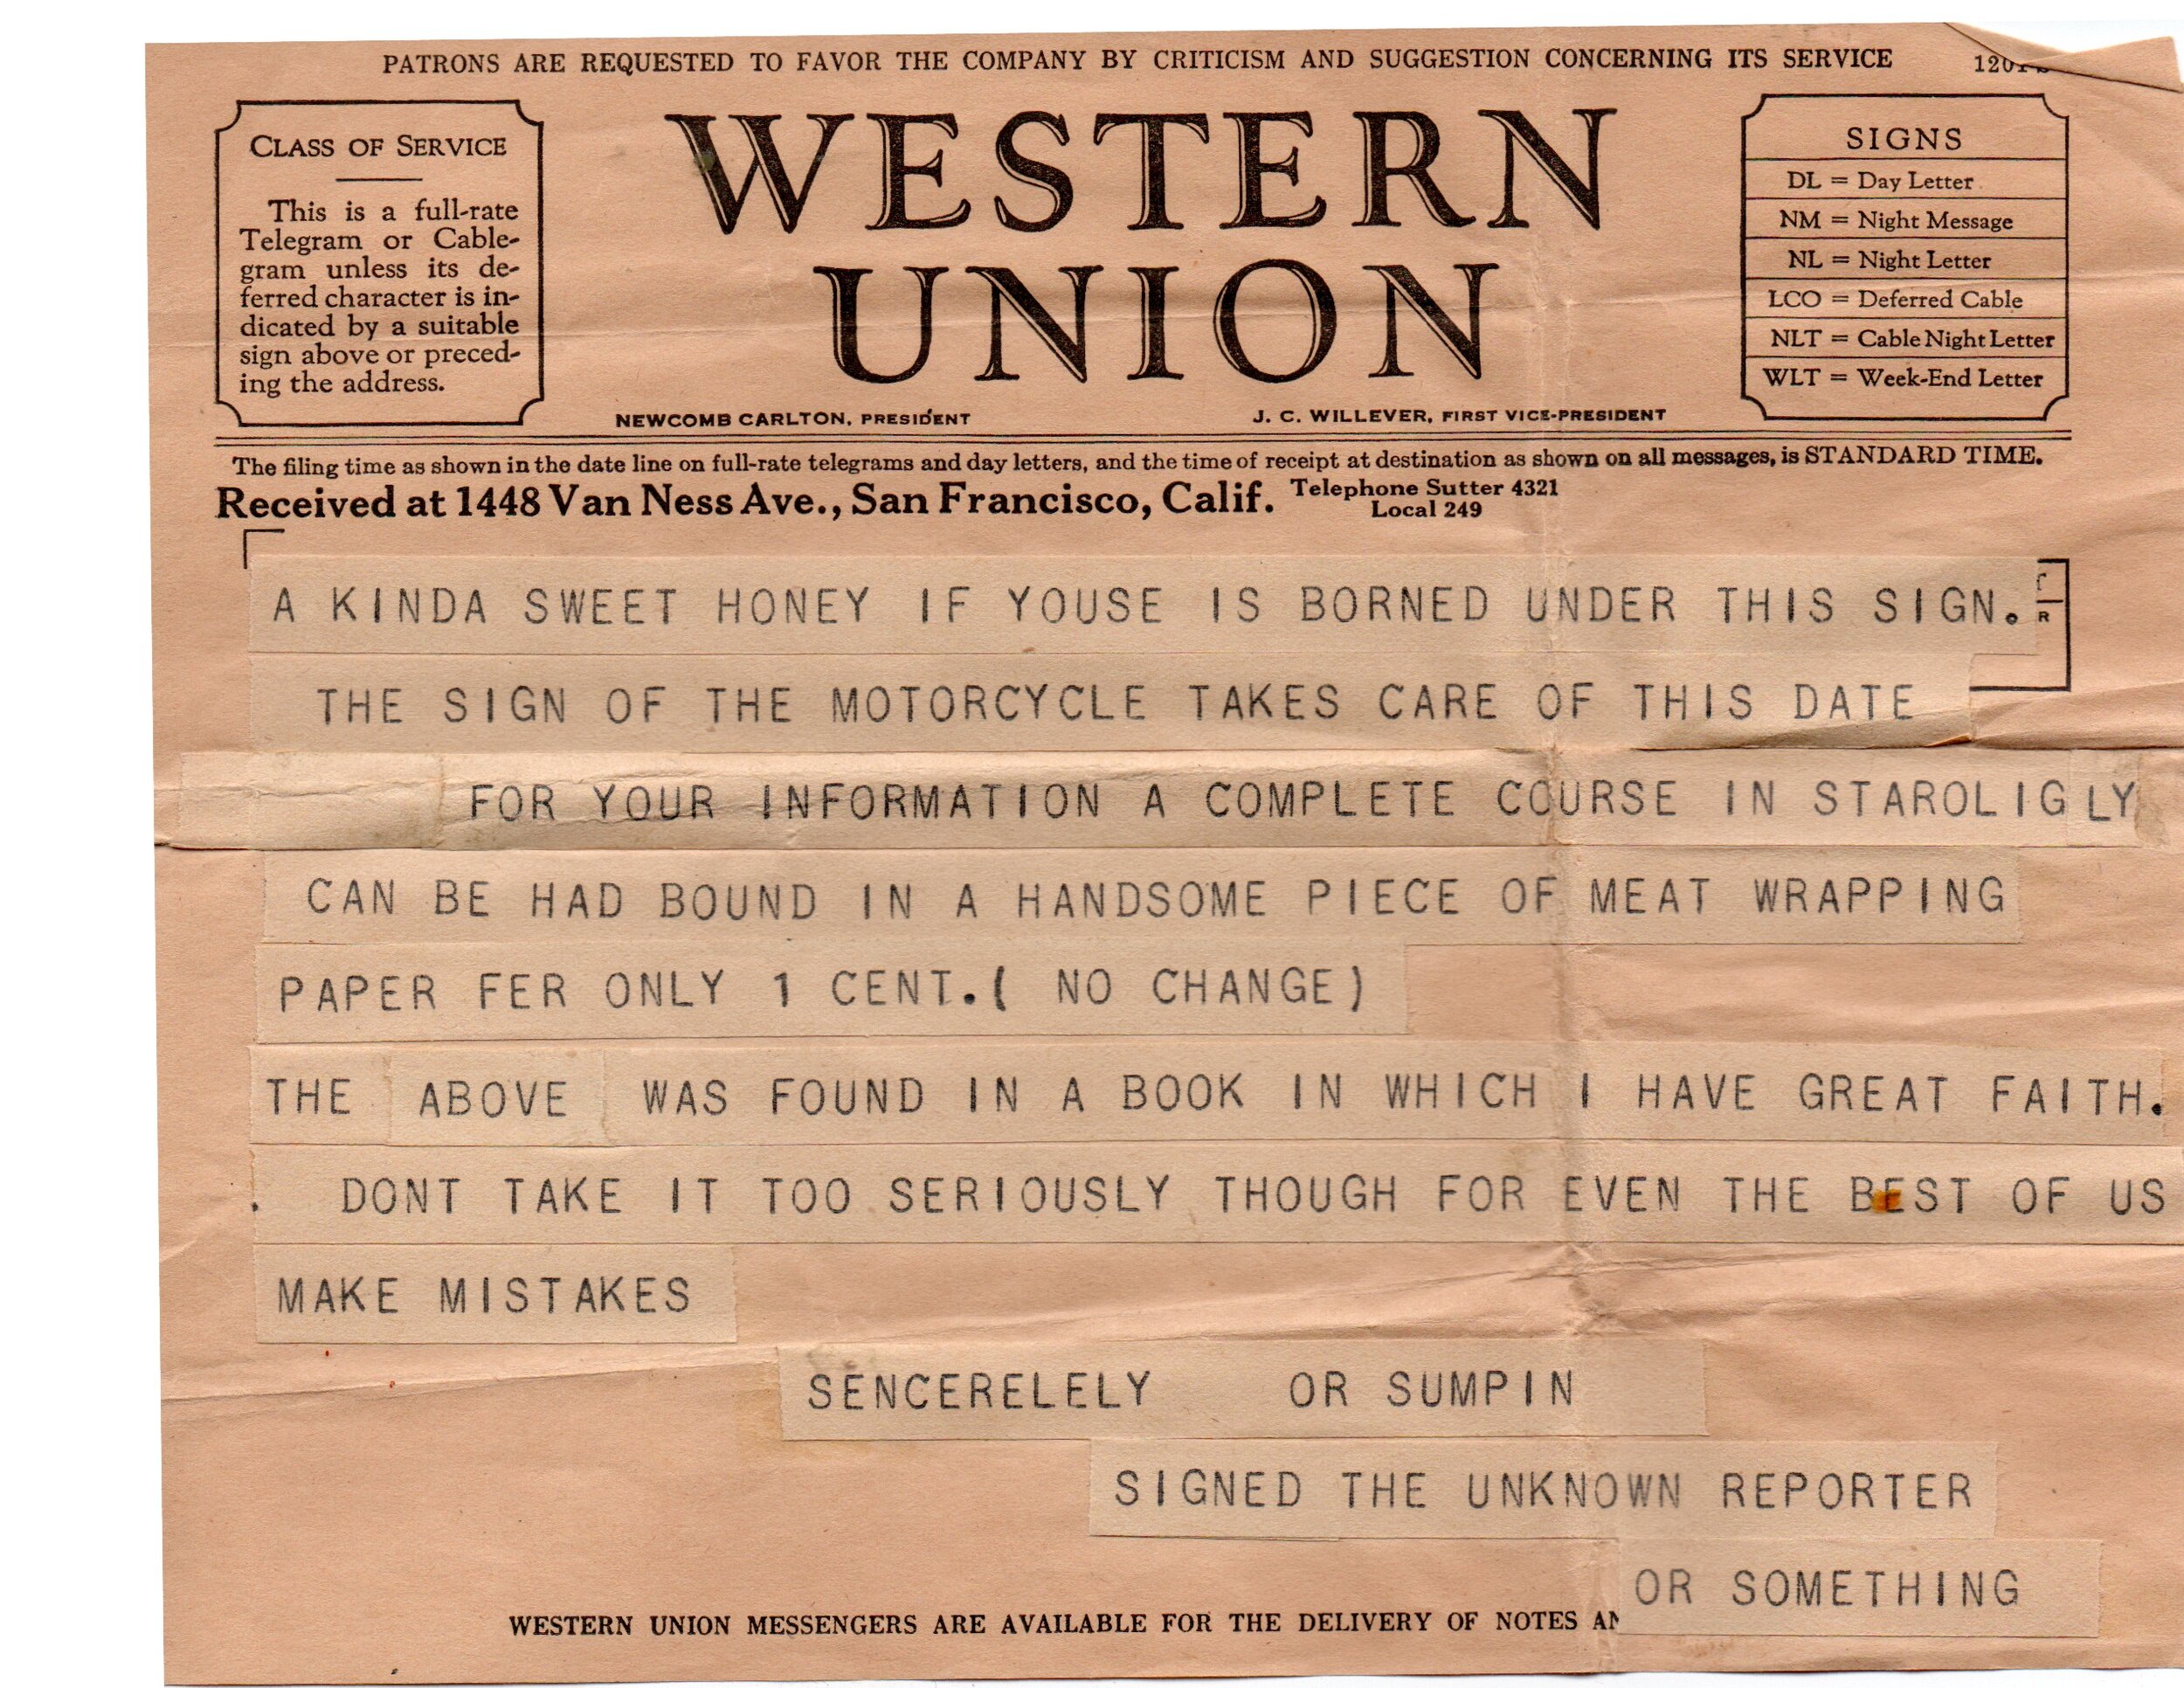 PATRONS ARE REQUESTED TO FAVOR THE COMPANY BY CRITICISM AND SUGGESTION CONCERNING ITS SERVICE
CLASS OF SERVICE
This is a full-rate
Telegram or Cable-
gram unless its de-
ferred character is in-
dicated by a suitable
sign above or preced-
ing the address.
WESTERN
UNION
NEWCOMB CARLTON, PRESIDENT
J. C. WILLEVER, FIRST VICE-PRESIDENT
SIGNS
DL = Day Letter
NM = Night Message
NL = Night Letter
LCO = Deferred Cable
NLT = Cable Night Letter
WLT = Week-End Letter
The filing time as shown in the date line on full-rate telegrams and day letters, and the time of receipt at destination as shown on all messages, is STANDARD TIME.
Received at 1448 Van Ness Ave., San Francisco, Calif. Telephone Sutter 4321
Local 249
A KINDA SWEET HONEY IF YOUSE IS BORNED UNDER THIS SIGN.
THE SIGN OF THE MOTORCYCLE TAKES CARE OF THIS DATE
FOR YOUR INFORMATION A COMPLETE COURSE IN STAROLIGLY
CAN BE HAD BOUND IN A HANDSOME PIECE OF MEAT WRAPPING
PAPER FER ONLY 1 CENT.( NO CHANGE)
THE ABOVE WAS FOUND IN A BOOK IN WHICH I HAVE GREAT FAITH.
. DONT TAKE IT TOO SERIOUSLY THOUGH FOR EVEN THE BEST OF US
MAKE MISTAKES
SENCERELELY OR SUMPIN
SIGNED THE UNKNOWN REPORTER
OR SOMETHING
WESTERN UNION MESSENGERS ARE AVAILABLE FOR THE DELIVERY OF NOTES